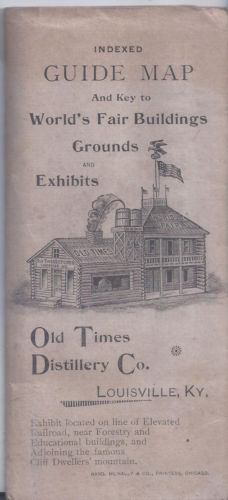 INDEXED
GUIDE MAP
And Key to
World's Fair Buildings
Grounds
AND
Exhibits
OLD TIMES
Old Times
Distillery Co.
LOUISVILLE, KY.
Exhibit located on line of Elevated
Railroad, near Forestry and
Educational buildings, and
Adjoining the famous
Cliff Dwellers' mountain.
RAND, MCNALLY & CO., PRINTERS, CHICAGO.